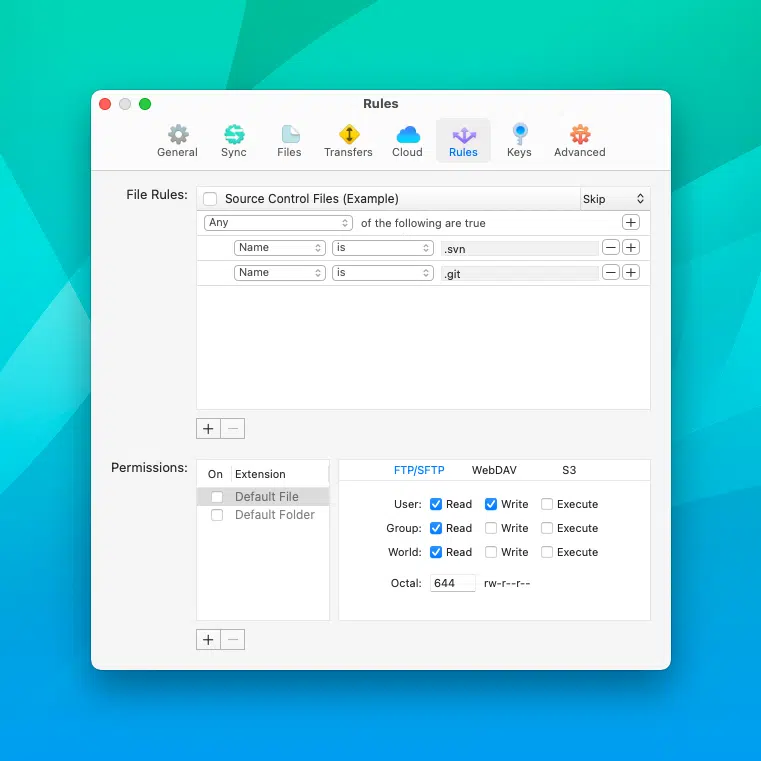 Rules
General Sync Files Transfers Cloud Rules Keys Advanced
File Rules: Source Control Files (Example) Skip
Any of the following are true
Name is .svn
Name is .git
Permissions: On Extension FTP/SFTP WebDAV S3
Default File
Default Folder
User: Read Write Execute
Group: Read Write Execute
World: Read Write Execute
Octal: 644 rw-r--r--